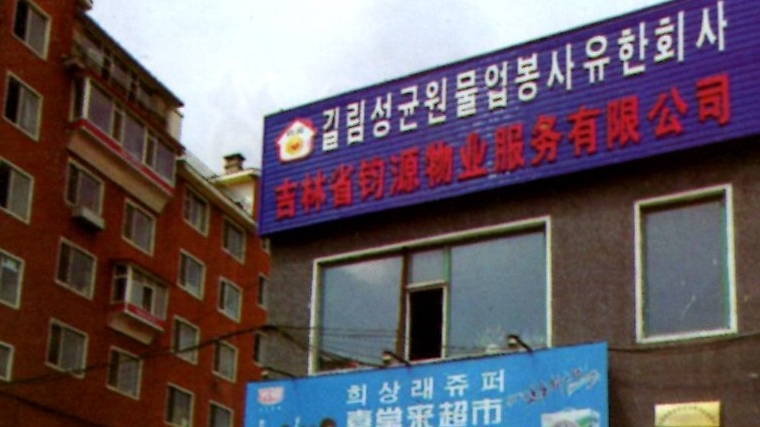 길림성균원물업봉사유한회사
吉林省钧源物业服务有限公司
희상래쥬퍼
喜常来超市